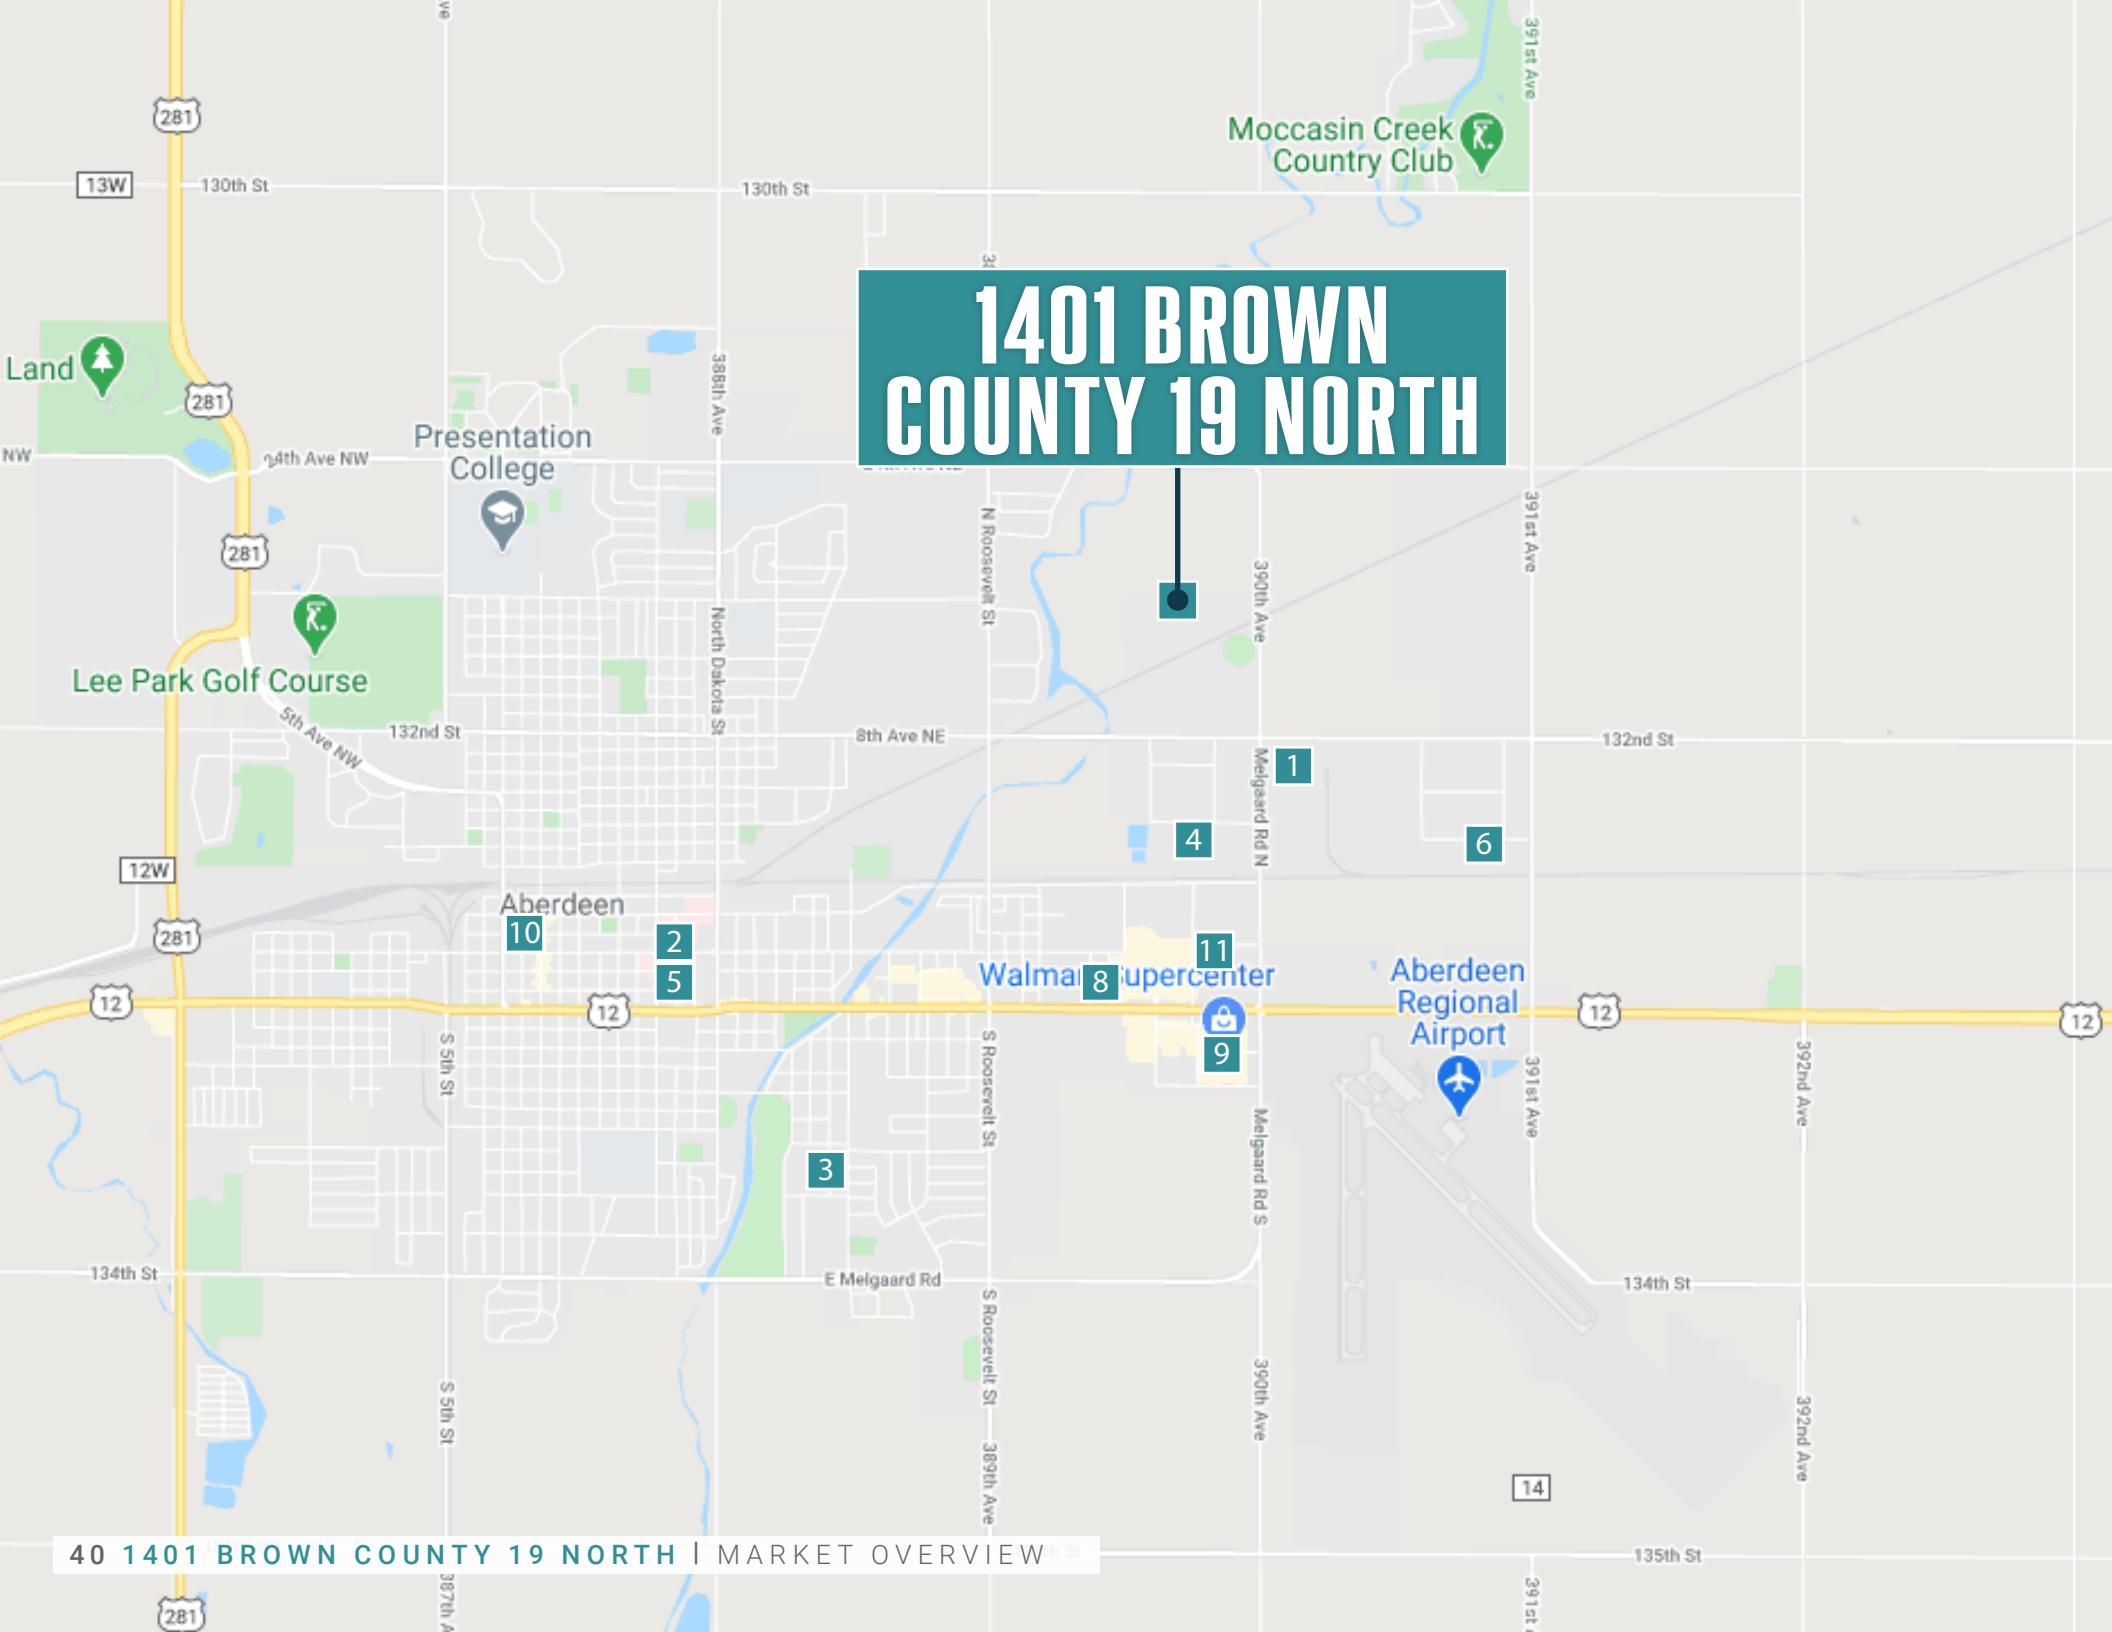 ve
391st Ave
281
Moccasin Creek
Country Club
13W
130th St
130th St
1401 BROWN
COUNTY 19 NORTH
Land
281
388th Ave
Presentation
College
NW
24th Ave NW
281
N Roosevelt St
391st Ave
390th Ave
North Dakota St
Lee Park Golf Course
5th Ave NW
132nd St
8th Ave NE
132nd St
1
Melgaard Rd N
4
6
12W
Aberdeen
10
2
281
11
5
8
Aberdeen
Regional
Airport
12
12
12
12
9
S 5th St
S Roosevelt St
391st Ave
392nd Ave
Melgaard Rd S
3
134th St
E Melgaard Rd
134th St
S Roosevelt St
390th Ave
S 5th St
392nd Ave
389th Ave
14
40 1401 BROWN COUNTY 19 NORTH | MARKET OVERVIEW
135th St
387th A
391st
281